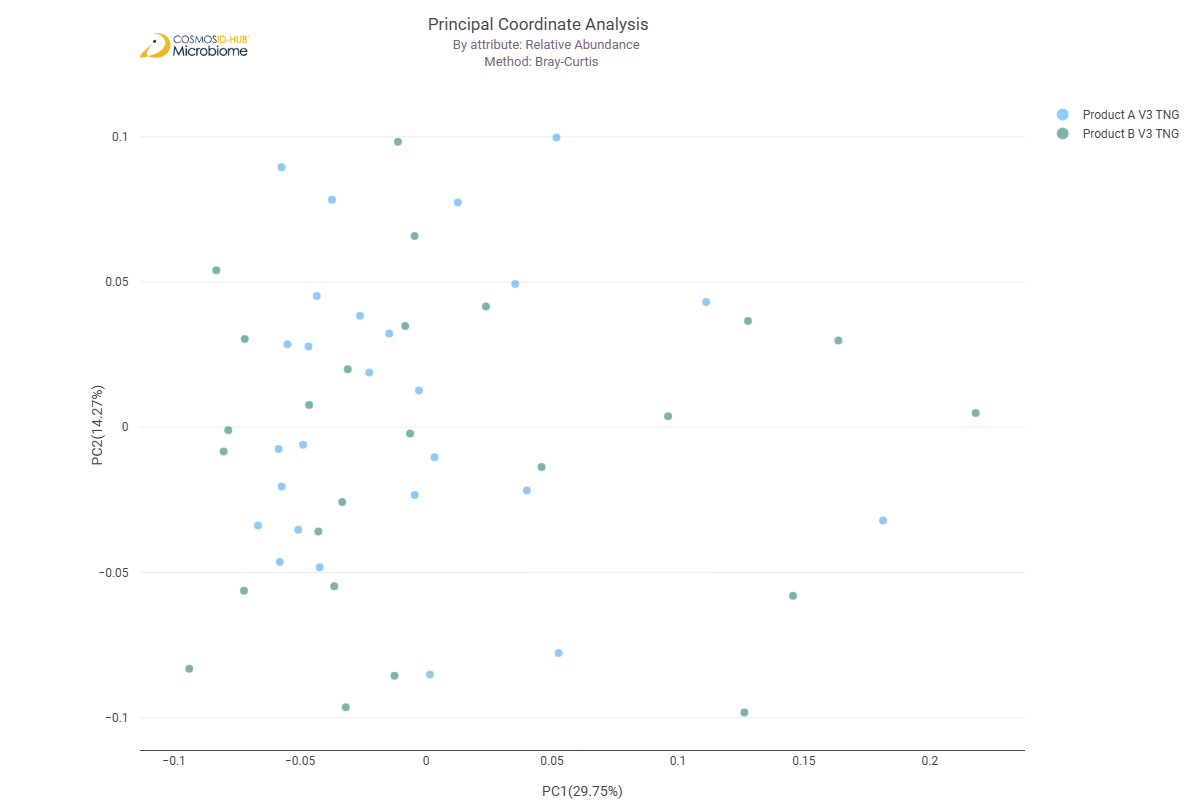 Principal Coordinate Analysis
By attribute: Relative Abundance
Method: Bray-Curtis
COSMOSID-HUB®
Microbiome
Product A V3 TNG
Product B V3 TNG
0.1
0.05
0
−0.05
−0.1
PC2(14.27%)
−0.1
−0.05
0
0.05
0.1
0.15
0.2
PC1(29.75%)